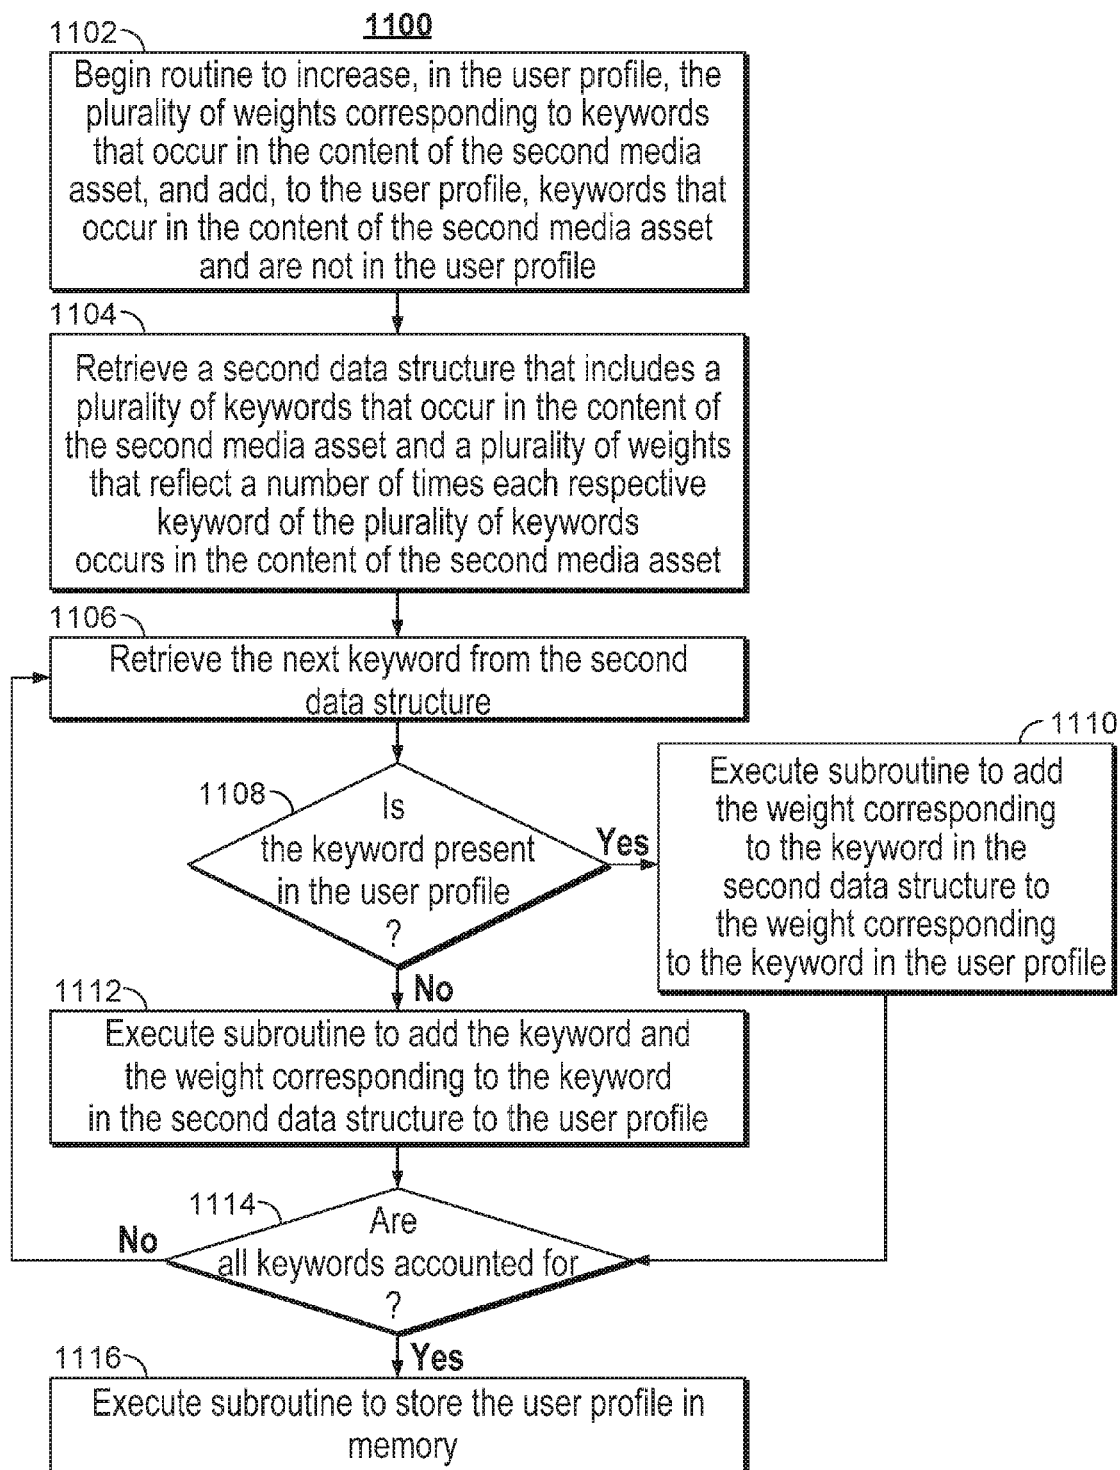 1100
1102
Begin routine to increase, in the user profile, the
plurality of weights corresponding to keywords
that occur in the content of the second media
asset, and add, to the user profile, keywords that
occur in the content of the second media asset
and are not in the user profile
1104
Retrieve a second data structure that includes a
plurality of keywords that occur in the content of
the second media asset and a plurality of weights
that reflect a number of times each respective
keyword of the plurality of keywords
occurs in the content of the second media asset
1106
Retrieve the next keyword from the second
data structure
1108
Is
the keyword present
in the user profile
?
Yes
1110
Execute subroutine to add
the weight corresponding
to the keyword in the
second data structure to
the weight corresponding
to the keyword in the user profile
No
1112
Execute subroutine to add the keyword and
the weight corresponding to the keyword
in the second data structure to the user profile
1114
Are
all keywords accounted for
?
No
Yes
1116
Execute subroutine to store the user profile in
memory